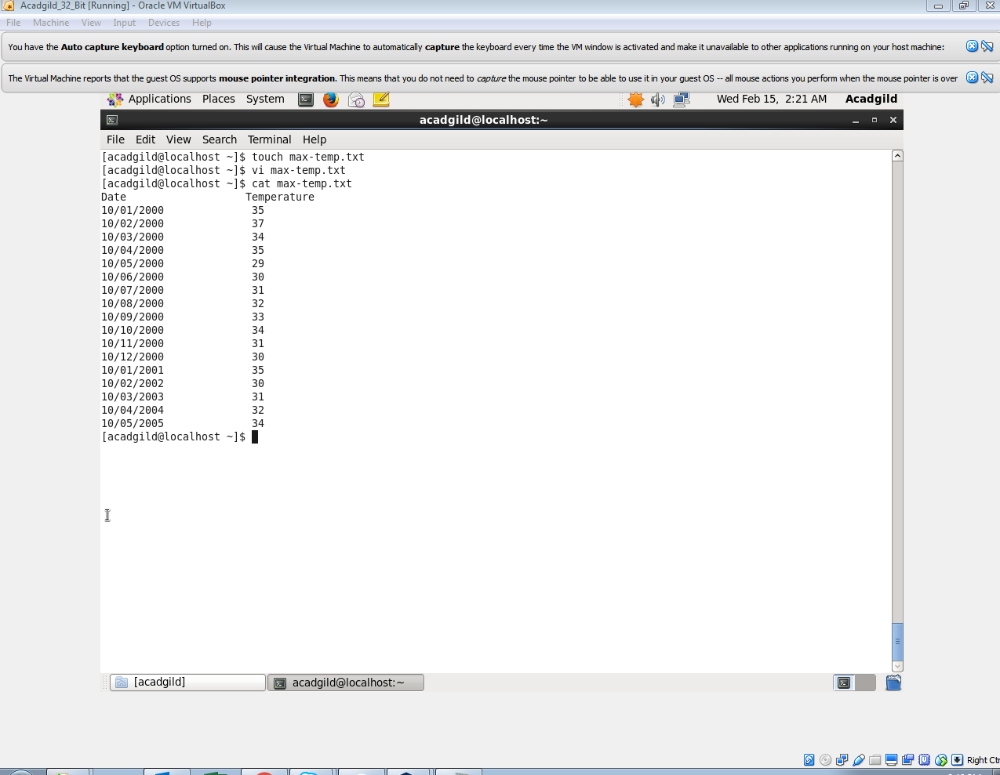 Acadgild_32_Bit [Running] - Oracle VM VirtualBox
File Machine View Input Devices Help
You have the Auto capture keyboard option turned on. This will cause the Virtual Machine to automatically capture the keyboard every time the VM window is activated and make it unavailable to other applications running on your host machine:
The Virtual Machine reports that the guest OS supports mouse pointer integration. This means that you do not need to capture the mouse pointer to be able to use it in your guest OS -- all mouse actions you perform when the mouse pointer is over
Applications Places System Wed Feb 15, 2:21 AM Acadgild
acadgild@localhost:~
File Edit View Search Terminal Help
[acadgild@localhost ~]$ touch max-temp.txt
[acadgild@localhost ~]$ vi max-temp.txt
[acadgild@localhost ~]$ cat max-temp.txt
Date Temperature
10/01/2000 35
10/02/2000 37
10/03/2000 34
10/04/2000 35
10/05/2000 29
10/06/2000 30
10/07/2000 31
10/08/2000 32
10/09/2000 33
10/10/2000 34
10/11/2000 31
10/12/2000 30
10/01/2001 35
10/02/2002 30
10/03/2003 31
10/04/2004 32
10/05/2005 34
[acadgild@localhost ~]$
[acadgild] acadgild@localhost:~
Right Ctr